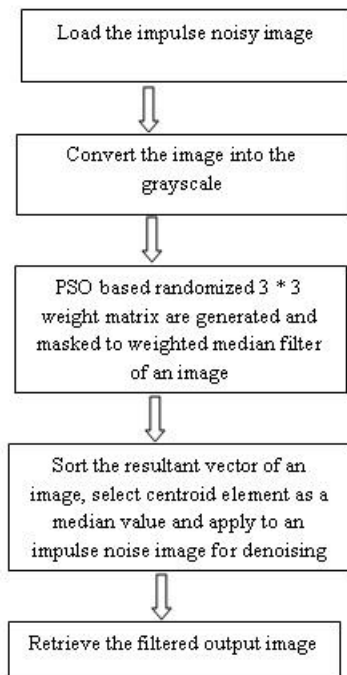 Load the impulse noisy image
Convert the image into the
grayscale
PSO based randomized 3 * 3
weight matrix are generated and
masked to weighted median filter
of an image
Sort the resultant vector of an
image, select centroid element as a
median value and apply to an
impulse noise image for denoising
Retrieve the filtered output image